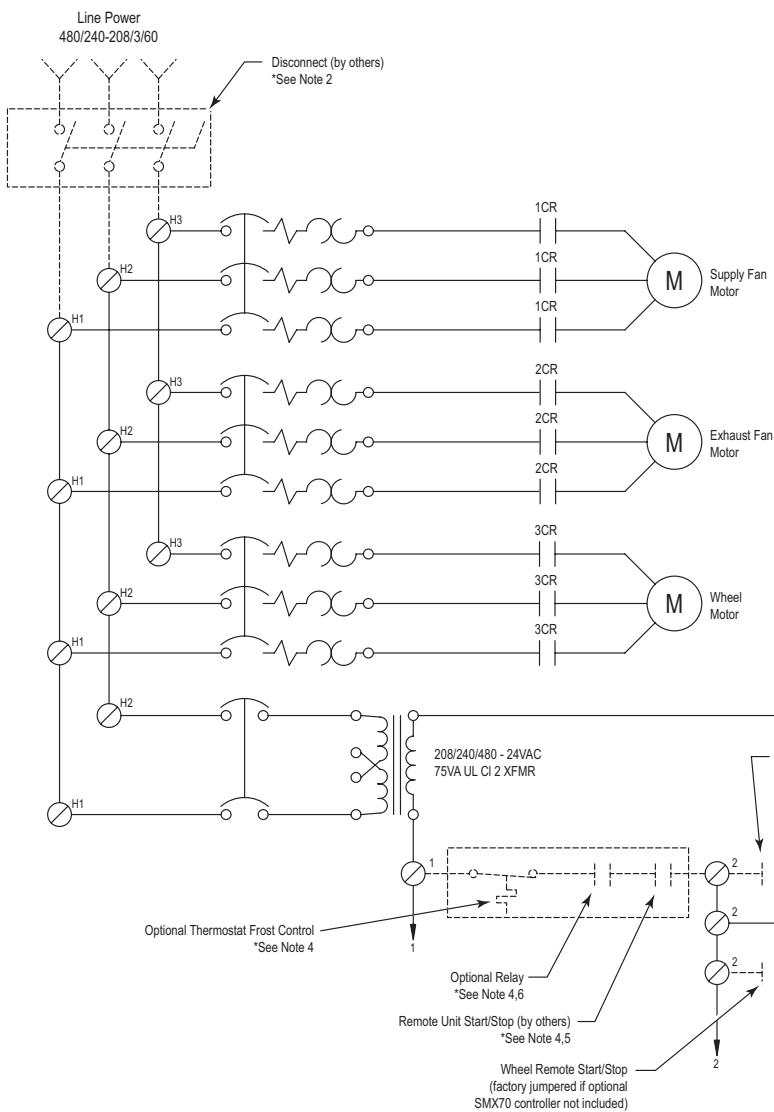 Line Power
480/240-208/3/60
Disconnect (by others)
*See Note 2
H3
1CR
H2
1CR
Supply Fan
Motor
M
H1
1CR
H3
2CR
H2
2CR
Exhaust Fan
Motor
M
H1
2CR
H3
3CR
H2
3CR
Wheel
Motor
M
H1
3CR
H2
208/240/480 - 24VAC
75VA UL Cl 2 XFMR
H1
1
2
Optional Thermostat Frost Control
*See Note 4
1
2
Optional Relay
*See Note 4,6
2
Remote Unit Start/Stop (by others)
*See Note 4,5
2
Wheel Remote Start/Stop
(factory jumpered if optional
SMX70 controller not included)